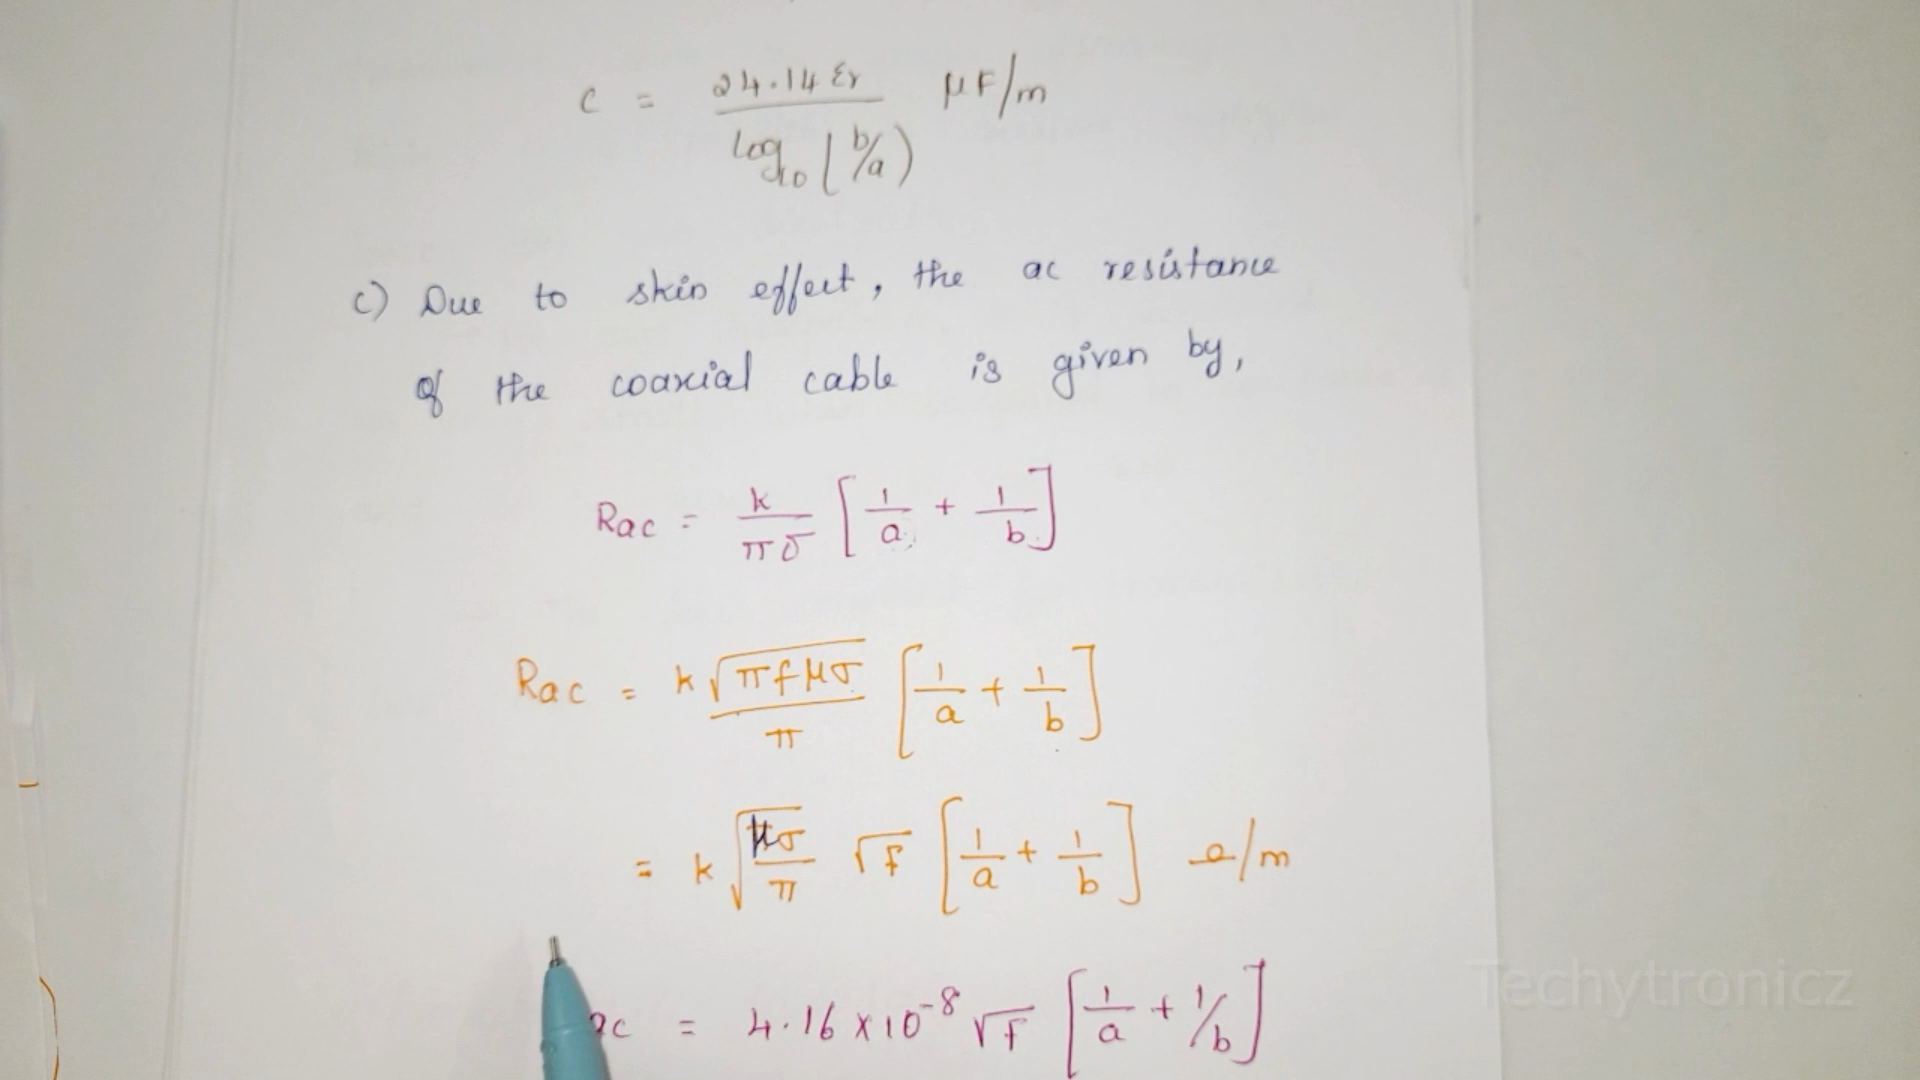 C = 24.14 εr / log10 (b/a) μF/m
c) Due to skin effect, the ac resistance
of the coaxial cable is given by,
Rac = k / πδ [1/a + 1/b]
Rac = k √πfμσ / π [1/a + 1/b]
= k √μσ/π √f [1/a + 1/b] Ω/m
ac = 4.16 x 10^-8 √f [1/a + 1/b]
Techytronicz